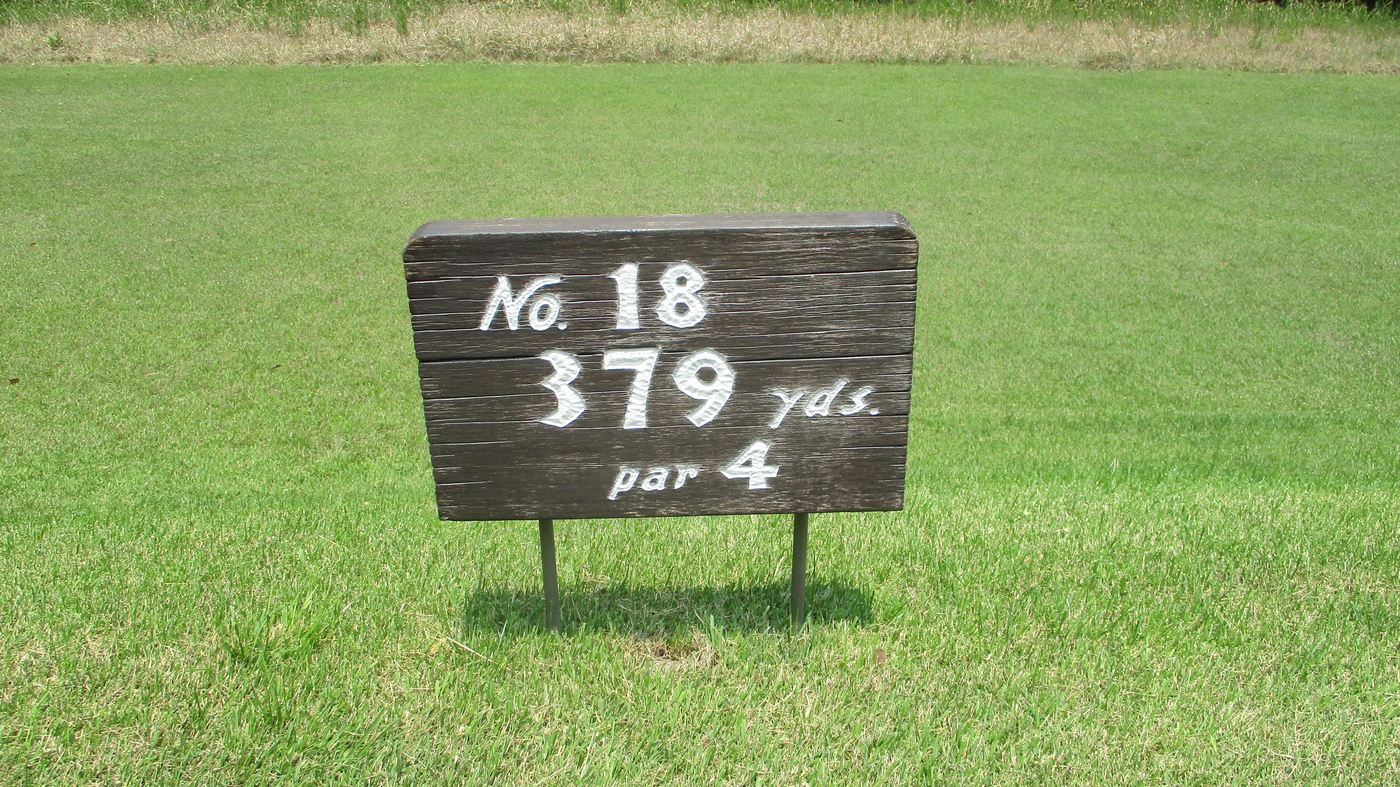 No. 18
379 yds.
par 4